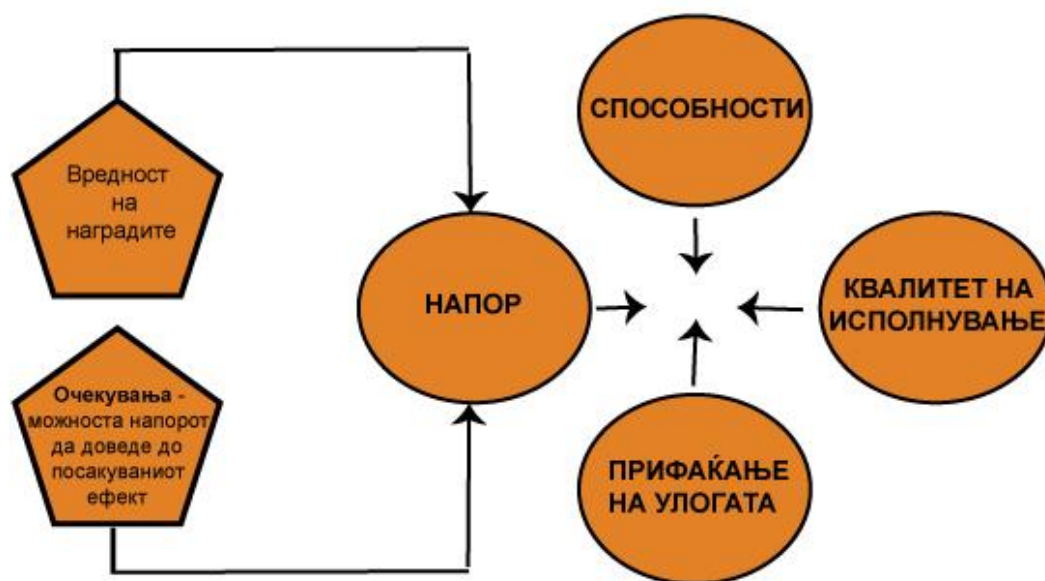 Вредност
на
наградите
Очекувања -
можноста напорот
да доведе до
посакуваниот
ефект
НАПОР
СПОСОБНОСТИ
КВАЛИТЕТ НА
ИСПОЛНУВАЊЕ
ПРИФАЌАЊЕ
НА УЛОГАТА